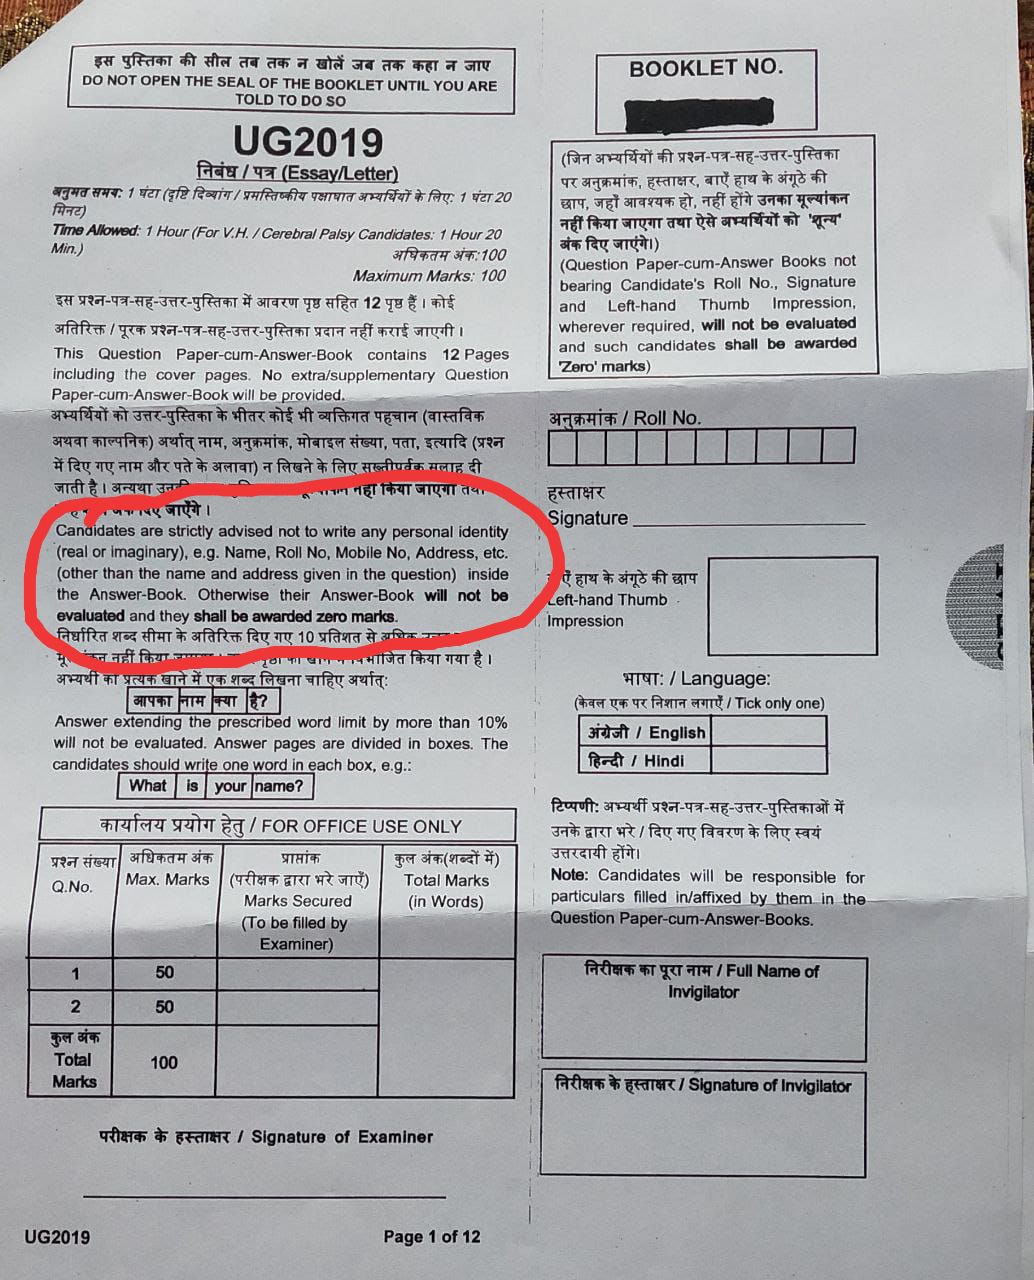 इस पुस्तिका की सील तब तक न खोलें जब तक कहा न जाए
DO NOT OPEN THE SEAL OF THE BOOKLET UNTIL YOU ARE
TOLD TO DO SO
UG2019
निबंध / पत्र (Essay/Letter)
अनुमत समय: 1 घंटा (दृष्टि दिव्यांग / प्रमस्तिष्कीय पक्षाघात अभ्यर्थियों के लिए: 1 घंटा 20
मिनट)
Time Allowed: 1 Hour (For V.H. / Cerebral Palsy Candidates: 1 Hour 20
Min.)
अधिकतम अंक:100
Maximum Marks: 100
इस प्रश्न-पत्र-सह-उत्तर-पुस्तिका में आवरण पृष्ठ सहित 12 पृष्ठ हैं । कोई
अतिरिक्त / पूरक प्रश्न-पत्र-सह-उत्तर-पुस्तिका प्रदान नहीं कराई जाएगी ।
This Question Paper-cum-Answer-Book contains 12 Pages
including the cover pages. No extra/supplementary Question
Paper-cum-Answer-Book will be provided.
अभ्यर्थियों को उत्तर-पुस्तिका के भीतर कोई भी व्यक्तिगत पहचान (वास्तविक
अथवा काल्पनिक) अर्थात् नाम, अनुक्रमांक, मोबाइल संख्या, पता, इत्यादि (प्रश्न
में दिए गए नाम और पते के अलावा) न लिखने के लिए सख्तीपूर्वक सलाह दी
जाती है । अन्यथा नहीं किया जाएगा तथा
दिए जाएँगे ।
Candidates are strictly advised not to write any personal identity
(real or imaginary), e.g. Name, Roll No, Mobile No, Address, etc.
(other than the name and address given in the question) inside
the Answer-Book. Otherwise their Answer-Book will not be
evaluated and they shall be awarded zero marks.
निर्धारित शब्द सीमा के अतिरिक्त दिए गए 10 प्रतिशत से अधिक
नहीं किया विभाजित किया गया है ।
अभ्यर्थी को प्रत्येक खाने में एक शब्द लिखना चाहिए अर्थात्:
आपका नाम क्या है?
Answer extending the prescribed word limit by more than 10%
will not be evaluated. Answer pages are divided in boxes. The
candidates should write one word in each box, e.g.:
What is your name?
कार्यालय प्रयोग हेतु / FOR OFFICE USE ONLY
प्रश्न संख्या
Q.No.
अधिकतम अंक
Max. Marks
प्राप्तांक
(परीक्षक द्वारा भरे जाएँ)
Marks Secured
(To be filled by
Examiner)
कुल अंक(शब्दों में)
Total Marks
(in Words)
1 50
2 50
कुल अंक
Total
Marks
100
परीक्षक के हस्ताक्षर / Signature of Examiner
UG2019
Page 1 of 12
BOOKLET NO.
(जिन अभ्यर्थियों की प्रश्न-पत्र-सह-उत्तर-पुस्तिका
पर अनुक्रमांक, हस्ताक्षर, बाएँ हाथ के अंगूठे की
छाप, जहाँ आवश्यक हो, नहीं होंगे उनका मूल्यांकन
नहीं किया जाएगा तथा ऐसे अभ्यर्थियों को 'शून्य'
अंक दिए जाएंगे।)
(Question Paper-cum-Answer Books not
bearing Candidate's Roll No., Signature
and Left-hand Thumb Impression,
wherever required, will not be evaluated
and such candidates shall be awarded
'Zero' marks)
अनुक्रमांक / Roll No.
हस्ताक्षर
Signature
हाथ के अंगूठे की छाप
Left-hand Thumb
Impression
भाषा: / Language:
(केवल एक पर निशान लगाएँ / Tick only one)
अंग्रेजी / English
हिन्दी / Hindi
टिप्पणी: अभ्यर्थी प्रश्न-पत्र-सह-उत्तर-पुस्तिकाओं में
उनके द्वारा भरे / दिए गए विवरण के लिए स्वयं
उत्तरदायी होंगे।
Note: Candidates will be responsible for
particulars filled in/affixed by them in the
Question Paper-cum-Answer-Books.
निरीक्षक का पूरा नाम / Full Name of
Invigilator
निरीक्षक के हस्ताक्षर / Signature of Invigilator